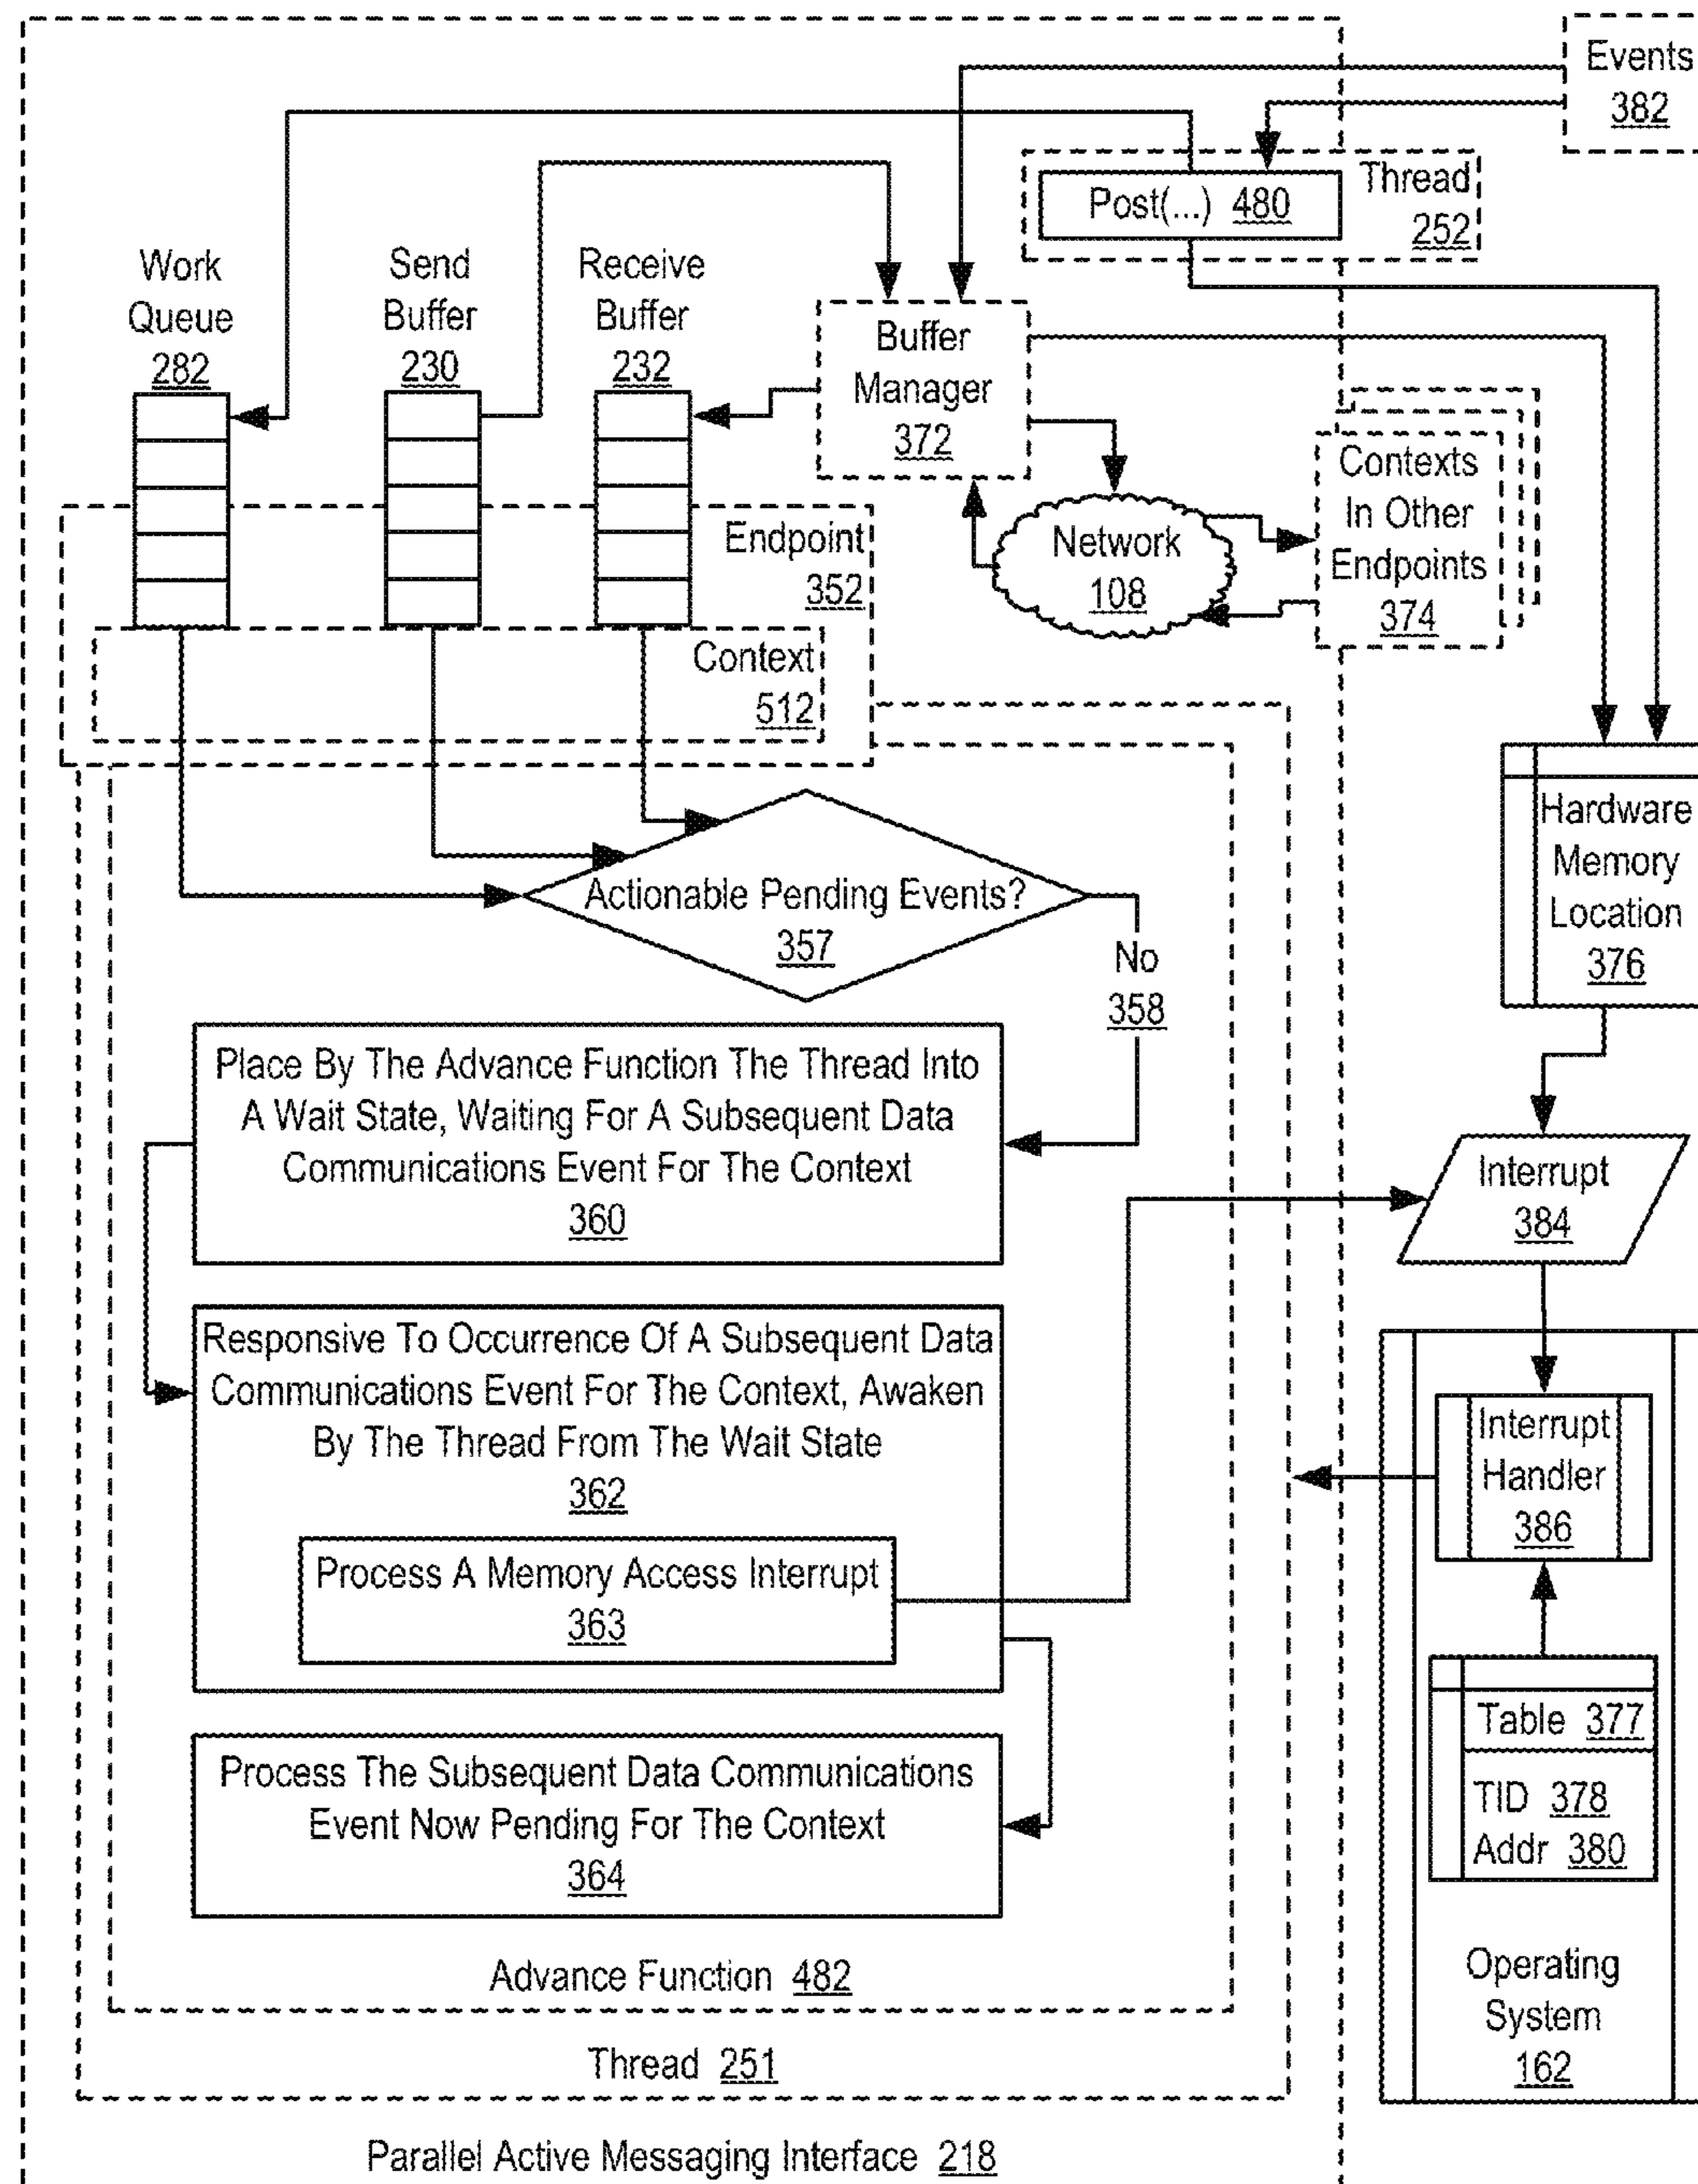 Events
382
Thread
252
Post(...) 480
Work
Queue
282
Send
Buffer
230
Receive
Buffer
232
Buffer
Manager
372
Contexts
In Other
Endpoints
374
Network
108
Endpoint
352
Context
512
Hardware
Memory
Location
376
Actionable Pending Events?
357
No
358
Place By The Advance Function The Thread Into
A Wait State, Waiting For A Subsequent Data
Communications Event For The Context
360
Interrupt
384
Responsive To Occurrence Of A Subsequent Data
Communications Event For The Context, Awaken
By The Thread From The Wait State
362
Interrupt
Handler
386
Process A Memory Access Interrupt
363
Table 377
TID 378
Addr 380
Process The Subsequent Data Communications
Event Now Pending For The Context
364
Operating
System
162
Advance Function 482
Thread 251
Parallel Active Messaging Interface 218